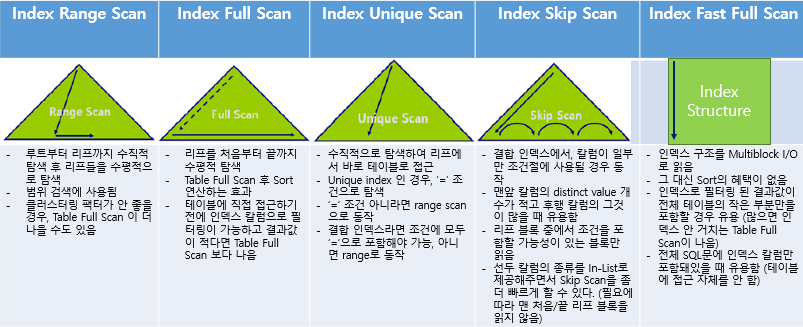 Index Range Scan
Index Full Scan
Index Unique Scan
Index Skip Scan
Index Fast Full Scan
Range Scan
Full Scan
Unique Scan
Skip Scan
Index
Structure
- 루트부터 리프까지 수직적
탐색 후 리프들을 수평적으
로 탐색
- 범위 검색에 사용됨
- 클러스터링 팩터가 안 좋을
경우, Table Full Scan 이 더
나을 수도 있음
- 리프를 처음부터 끝까지
수평적 탐색
- Table Full Scan 후 Sort
연산하는 효과
- 테이블에 직접 접근하기
전에 인덱스 칼럼으로 필
터링이 가능하고 결과값
이 적다면 Table Full
Scan 보다 나음
- 수직적으로 탐색하여 리프에
서 바로 테이블로 접근
- Unique index 인 경우, ‘=’ 조
건으로 탐색
- ‘=’ 조건 아니라면 range scan
으로 동작
- 결합 인덱스라면 조건에 모두
‘=’으로 포함해야 가능, 아니
면 range로 동작
- 결합 인덱스에서, 칼럼이 일부
만 조건절에 사용될 경우 동
작
- 맨앞 칼럼의 distinct value 개
수가 적고 후행 칼럼의 그것
이 많을 때 유용함
- 리프 블록 중에서 조건을 포
함할 가능성이 있는 블록만
읽음
- 선두 칼럼의 종류를 In-List로
제공해주면서 Skip Scan을 좀
더 빠르게 할 수 있다. (필요에
따라 맨 처음/끝 리프 블록을
읽지 않음)
- 인덱스 구조를 Multiblock I/O
로 읽음
- 그 대신 Sort의 혜택이 없음
- 인덱스로 필터링 된 결과값이
전체 테이블의 작은 부분만을
포함할 경우 유용 (많으면 인
덱스 안 거치는 Table Full
Scan이 나음)
- 전체 SQL문에 인덱스 칼럼만
포함돼있을 때 유용함 (테이블
에 접근 자체를 안 함)